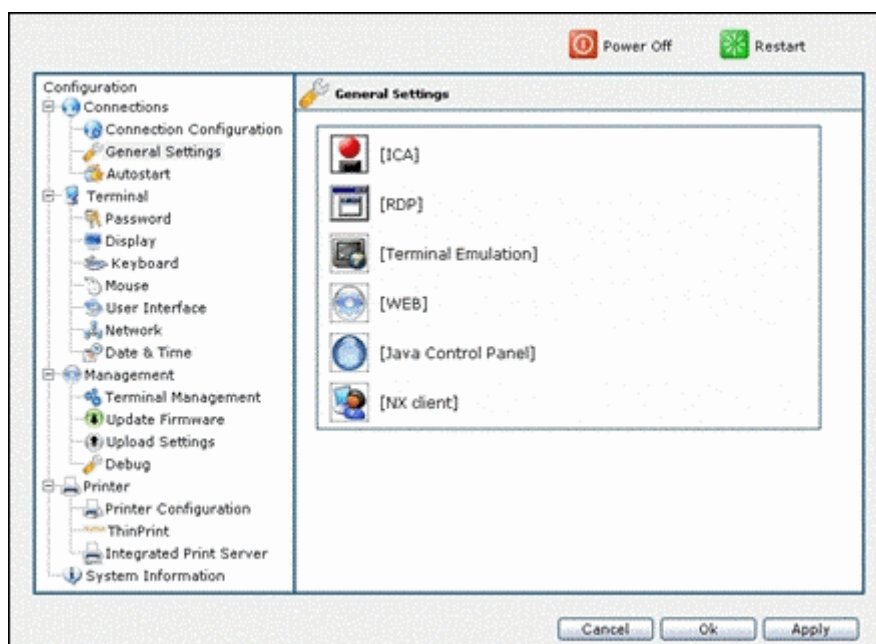 Power Off
Restart
Configuration
Connections
Connection Configuration
General Settings
Autostart
Terminal
Password
Display
Keyboard
Mouse
User Interface
Network
Date & Time
Management
Terminal Management
Update Firmware
Upload Settings
Debug
Printer
Printer Configuration
ThinPrint
Integrated Print Server
System Information
General Settings
[ICA]
[RDP]
[Terminal Emulation]
[WEB]
[Java Control Panel]
[NX client]
Cancel
Ok
Apply